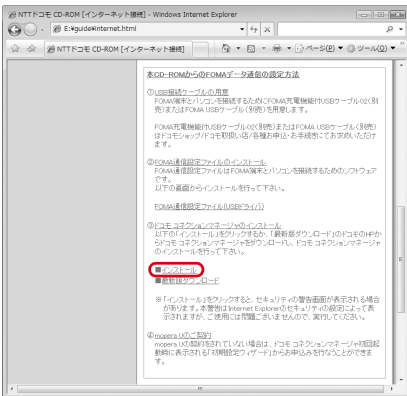 NTTドコモ CD-ROM [インターネット接続] - Windows Internet Explorer
E:¥guide¥internet.html
NTTドコモ CD-ROM [インターネット接続]
ページ(P) ツール(O)
本CD-ROMからのFOMAデータ通信の設定方法
①USB接続ケーブルの用意
FOMA端末とパソコンを接続するためにFOMA充電機能付USBケーブル02(別
売)またはFOMA USBケーブル(別売)を用意します。
FOMA充電機能付USBケーブル02(別売)またはFOMA USBケーブル(別売)
はドコモショップ/ドコモ取扱い店/各種お申込・お手続きにてお求めいただけ
ます。
②FOMA通信設定ファイルのインストール
FOMA通信設定ファイルはFOMA端末とパソコンを接続するためのソフトウェア
です。
以下の画面からインストールを行って下さい。
FOMA通信設定ファイル(USBドライバ)
③ドコモ コネクションマネージャのインストール
以下の「インストール」をクリックするか、「最新版ダウンロード」のドコモのHPか
らドコモ コネクションマネージャをダウンロードし、ドコモ コネクションマネージャ
のインストールを行って下さい。
■インストール
■最新版ダウンロード
※「インストール」をクリックすると、セキュリティの警告画面が表示される場合
があります。本警告はInternet Explorerのセキュリティの設定によって表
示されますが、ご使用には問題ございませんので、実行してください。
④mopera Uのご契約
mopera Uの契約をされていない場合は、ドコモ コネクションマネージャ初回起
動時に表示される「初期設定ウィザード」からお申込みを行なうことができま
す。